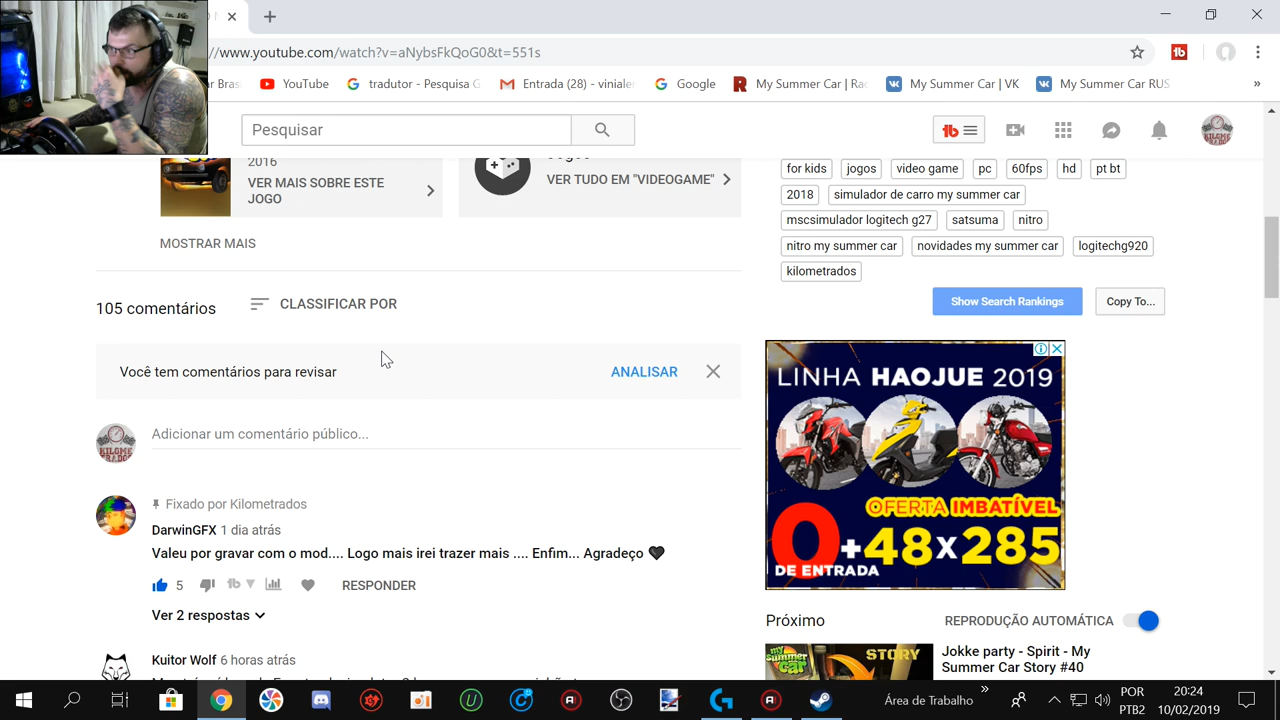 //www.youtube.com/watch?v=aNybsFkQoG0&t=551s
Bras
YouTube
tradutor - Pesquisa G
Entrada (28) - viniale
Google
My Summer Car | Rac
My Summer Car | VK
My Summer Car RUS
»
Pesquisar
2016
VER MAIS SOBRE ESTE
JOGO
VER TUDO EM "VIDEOGAME"
MOSTRAR MAIS
for kids
jogos
video game
pc
60fps
hd
pt br
2018
simulador de carro my summer car
mscsimulador logitech g27
satsuma
nitro
nitro my summer car
novidades my summer car
logitechg920
kilometrados
Show Search Rankings
Copy To...
105 comentários
CLASSIFICAR POR
Você tem comentários para revisar
ANALISAR
Adicionar um comentário público...
Fixado por Kilometrados
DarwinGFX 1 dia atrás
Valeu por gravar com o mod.... Logo mais irei trazer mais .... Enfim... Agradeço 🖤
5
RESPONDER
Ver 2 respostas
Kuitor Wolf 6 horas atrás
LINHA HAOJUE 2019
OFERTA IMBATÍVEL
0+48x285
DE ENTRADA
Próximo
REPRODUÇÃO AUTOMÁTICA
my summer car
STORY
Jokke party - Spirit - My
Summer Car Story #40
Área de Trabalho
»
POR
PTB2
20:24
10/02/2019